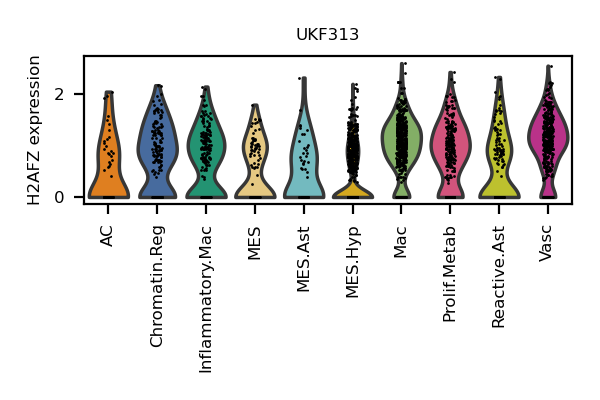 UKF313
H2AFZ expression
2
0
AC
Chromatin.Reg
Inflammatory.Mac
MES
MES.Ast
MES.Hyp
Mac
Prolif.Metab
Reactive.Ast
Vasc